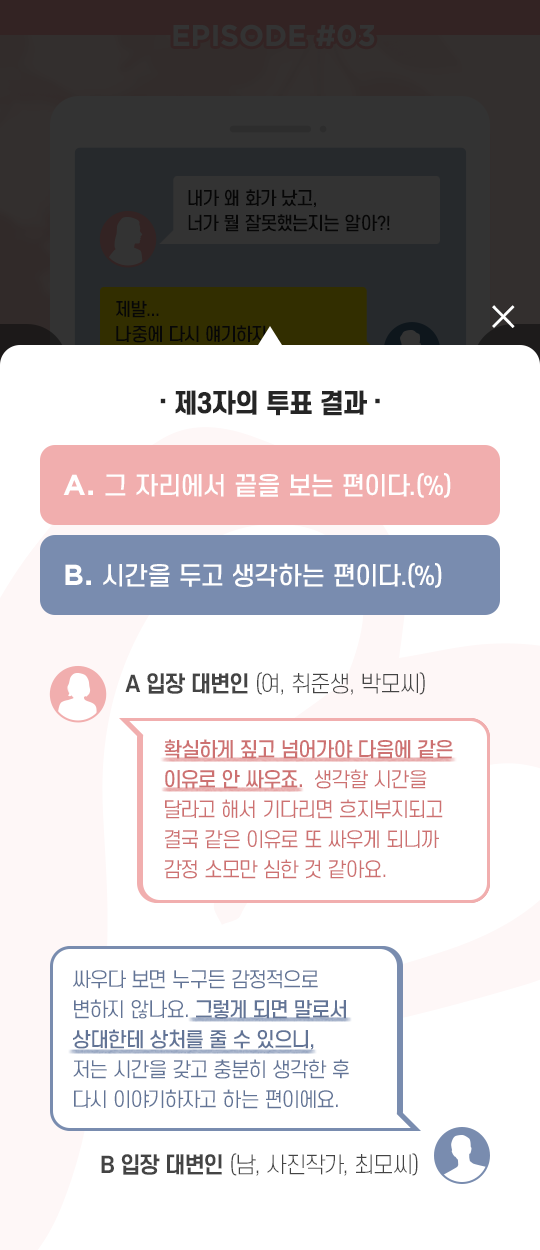 EPISODE #03
내가 왜 화가 났고,
너가 뭘 잘못했는지는 알아?!
제발...
나중에 다시 얘기하자
· 제3자의 투표 결과 ·
A. 그 자리에서 끝을 보는 편이다.(%)
B. 시간을 두고 생각하는 편이다.(%)
A 입장 대변인 (여, 취준생, 박모씨)
확실하게 짚고 넘어가야 다음에 같은
이유로 안 싸우죠. 생각할 시간을
달라고 해서 기다리면 흐지부지되고
결국 같은 이유로 또 싸우게 되니까
감정 소모만 심한 것 같아요.
싸우다 보면 누구든 감정적으로
변하지 않나요. 그렇게 되면 말로서
상대한테 상처를 줄 수 있으니,
저는 시간을 갖고 충분히 생각한 후
다시 이야기하자고 하는 편이에요.
B 입장 대변인 (남, 사진작가, 최모씨)